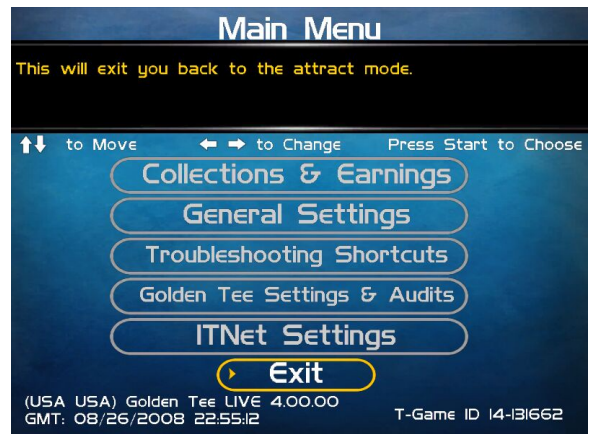 Main Menu
This will exit you back to the attract mode.
↑↓ to Move ← → to Change Press Start to Choose
Collections & Earnings
General Settings
Troubleshooting Shortcuts
Golden Tee Settings & Audits
ITNet Settings
Exit
(USA USA) Golden Tee LIVE 4.00.00
GMT: 08/26/2008 22:55:12
T-Game ID 14-131662